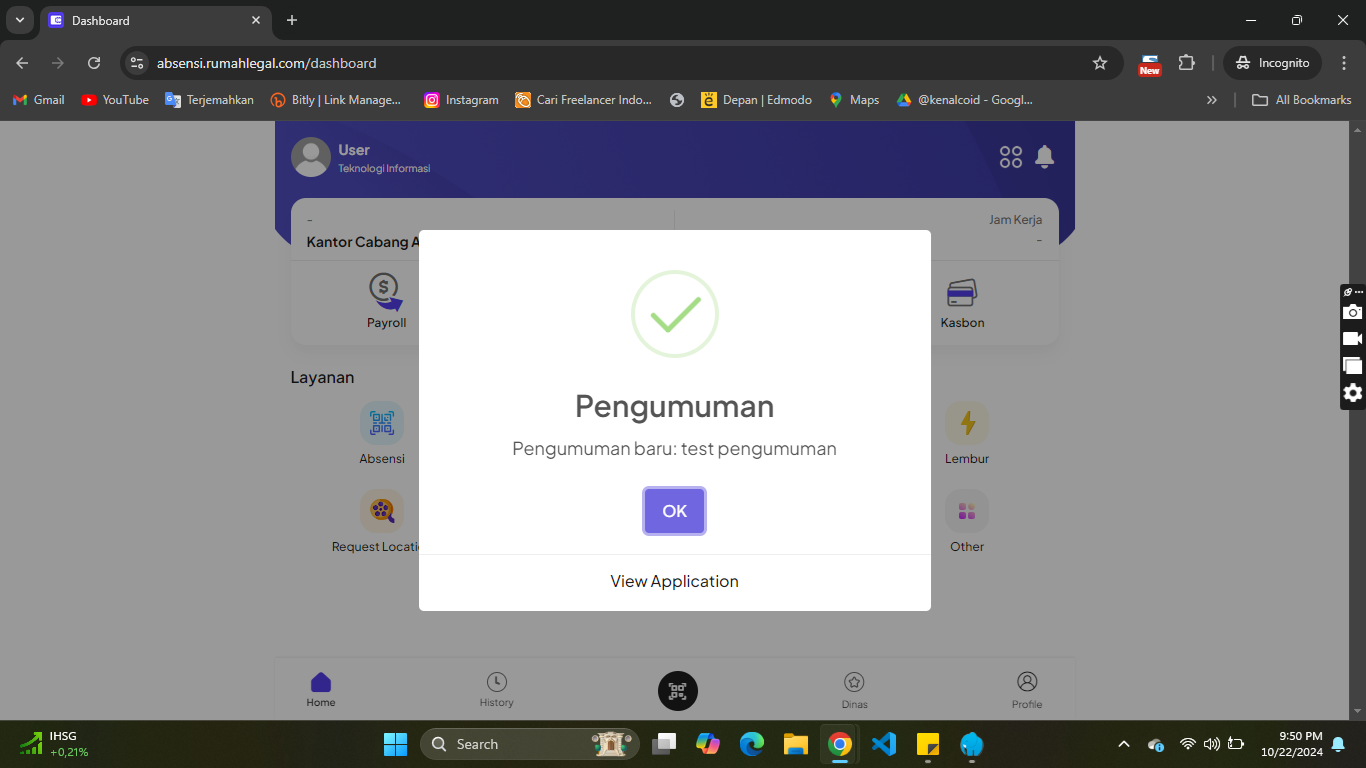 Dashboard
absensi.rumahlegal.com/dashboard
New
Incognito
Gmail
YouTube
Terjemahkan
Bitly | Link Manage...
Instagram
Cari Freelancer Indo...
Depan | Edmodo
Maps
@kenalcoid - Googl...
All Bookmarks
User
Teknologi Informasi
-
Jam Kerja
Kantor Cabang A
-
Payroll
Kasbon
Pengumuman
Pengumuman baru: test pengumuman
OK
View Application
Layanan
Absensi
Lembur
Request Locati
Other
Home
History
Dinas
Profile
IHSG
+0,21%
Search
9:50 PM
10/22/2024